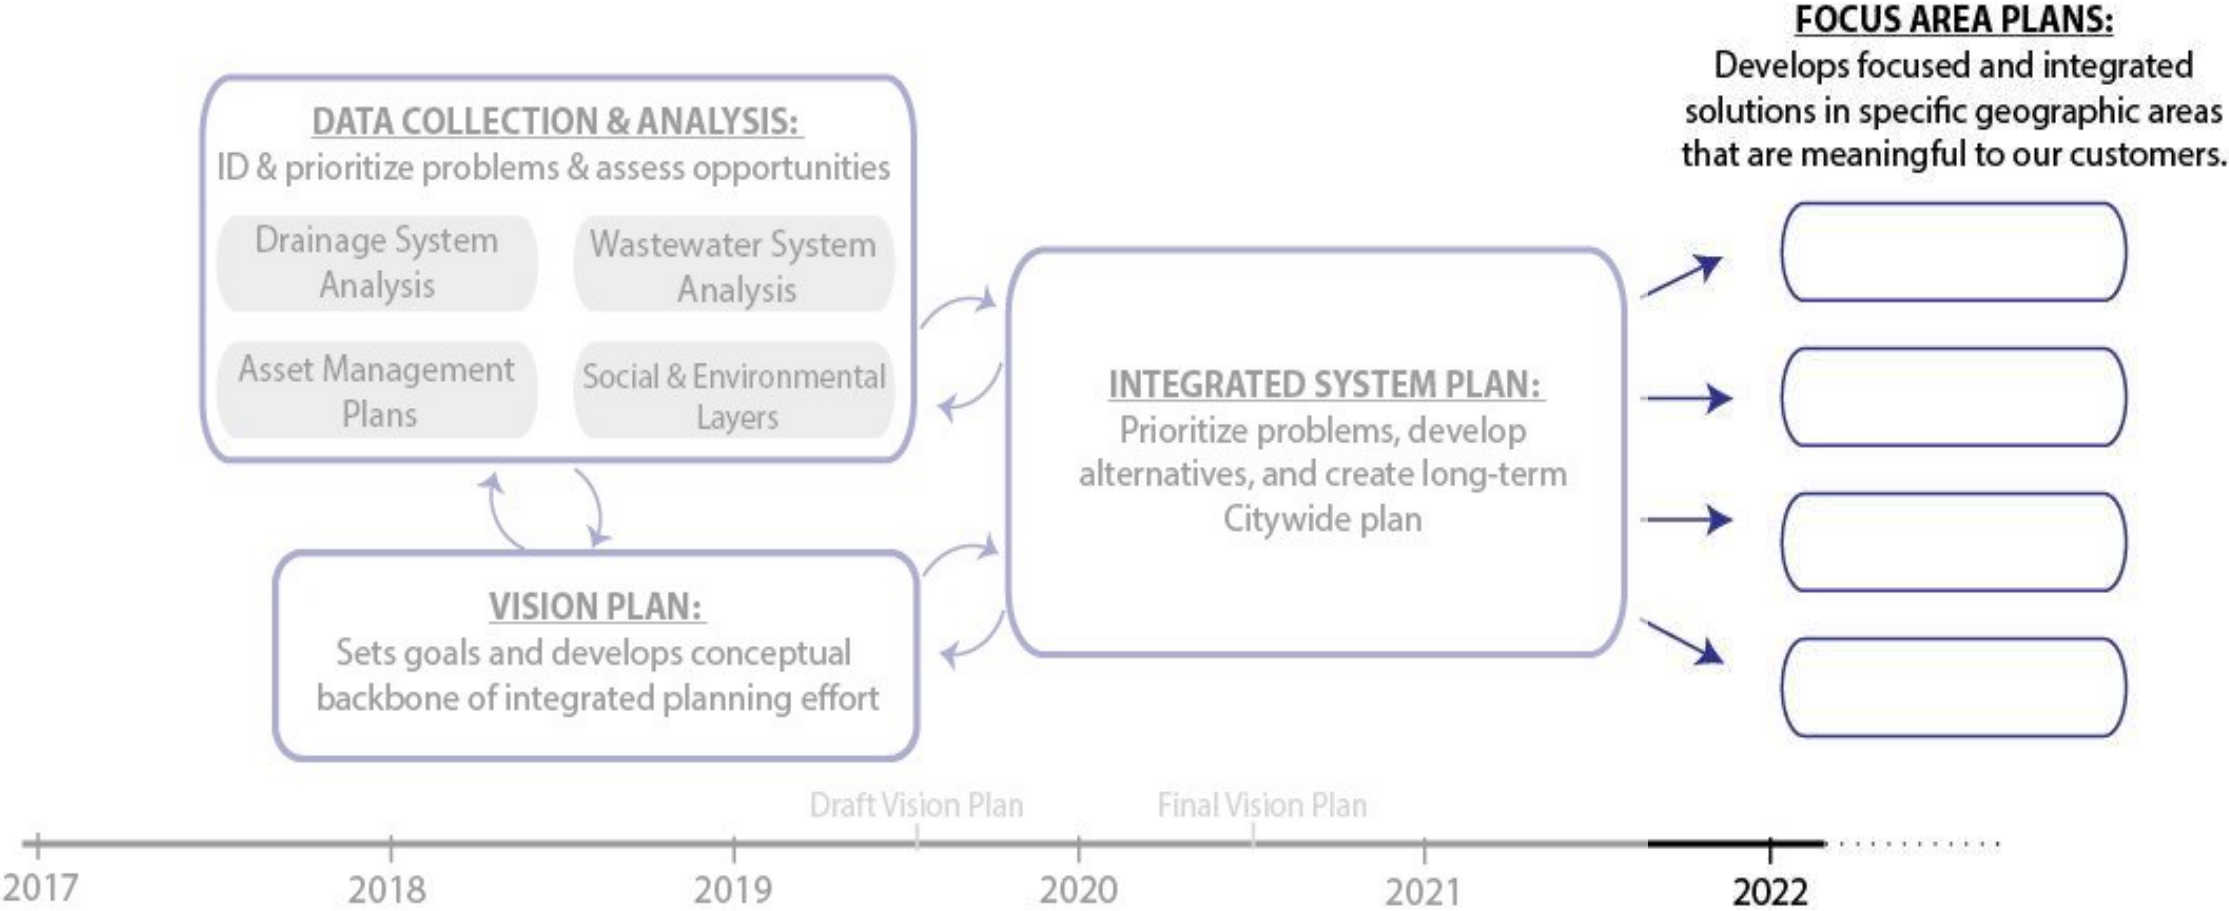 FOCUS AREA PLANS:
Develops focused and integrated
solutions in specific geographic areas
that are meaningful to our customers.
DATA COLLECTION & ANALYSIS:
ID & prioritize problems & assess opportunities
Drainage System
Analysis
Wastewater System
Analysis
Asset Management
Plans
Social & Environmental
Layers
VISION PLAN:
Sets goals and develops conceptual
backbone of integrated planning effort
INTEGRATED SYSTEM PLAN:
Prioritize problems, develop
alternatives, and create long-term
Citywide plan
Draft Vision Plan
Final Vision Plan
2017
2018
2019
2020
2021
2022